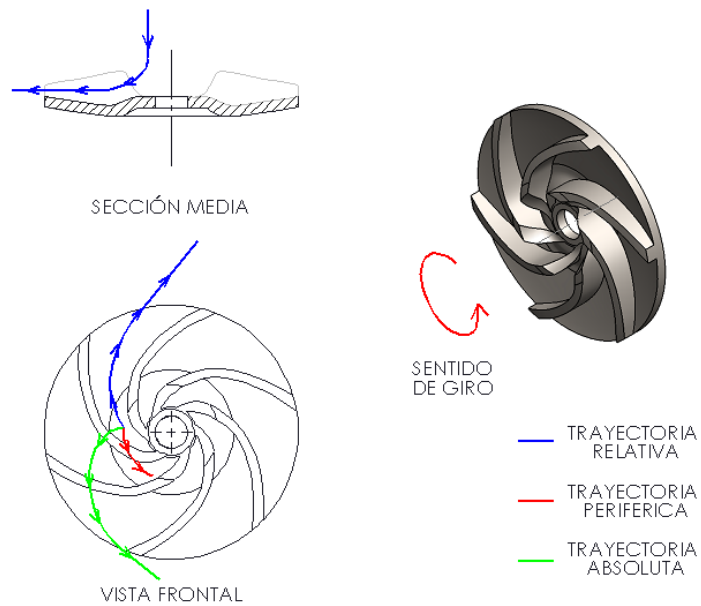 SECCIÓN MEDIA
SENTIDO
DE GIRO
TRAYECTORIA
RELATIVA
TRAYECTORIA
PERIFERICA
TRAYECTORIA
ABSOLUTA
VISTA FRONTAL